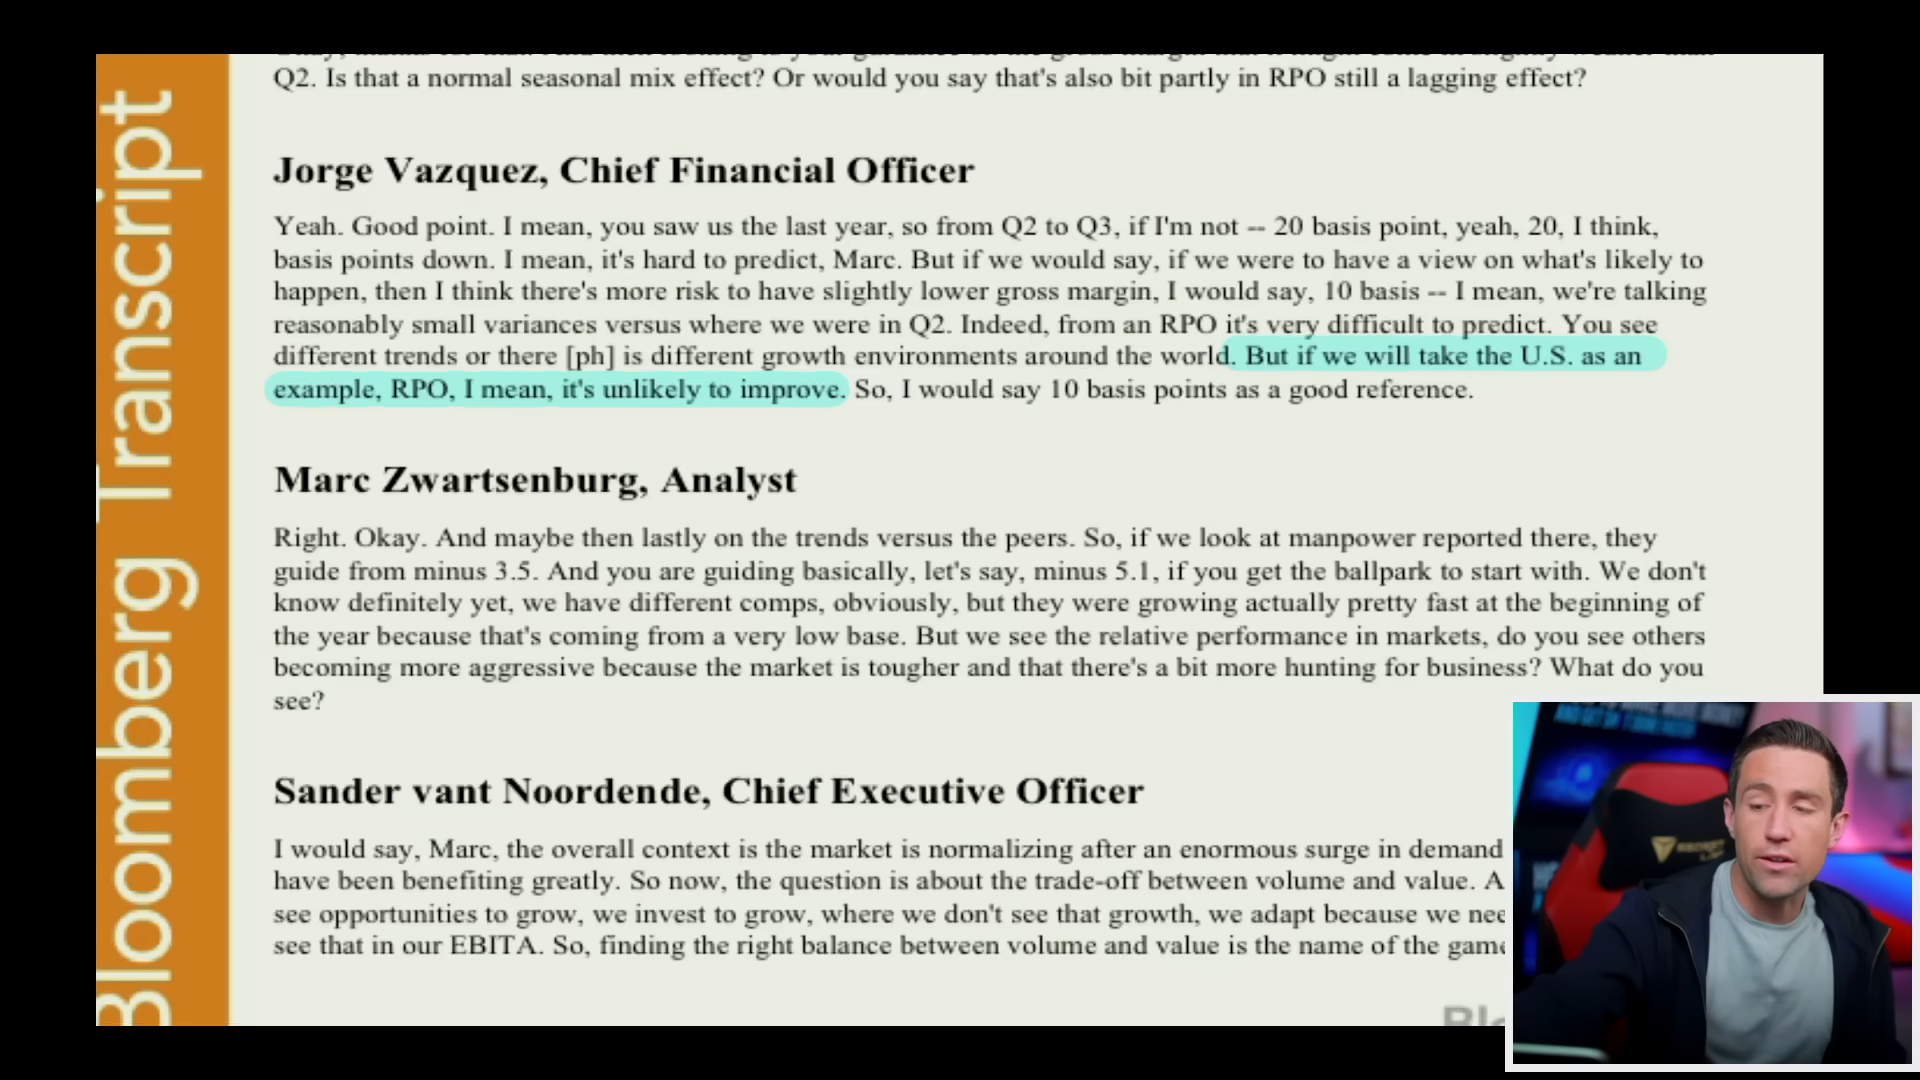 Bloomberg Transcript
Q2. Is that a normal seasonal mix effect? Or would you say that's also bit partly in RPO still a lagging effect?
Jorge Vazquez, Chief Financial Officer
Yeah. Good point. I mean, you saw us the last year, so from Q2 to Q3, if I'm not -- 20 basis point, yeah, 20, I think,
basis points down. I mean, it's hard to predict, Marc. But if we would say, if we were to have a view on what's likely to
happen, then I think there's more risk to have slightly lower gross margin, I would say, 10 basis -- I mean, we're talking
reasonably small variances versus where we were in Q2. Indeed, from an RPO it's very difficult to predict. You see
different trends or there [ph] is different growth environments around the world. But if we will take the U.S. as an
example, RPO, I mean, it's unlikely to improve. So, I would say 10 basis points as a good reference.
Marc Zwartsenburg, Analyst
Right. Okay. And maybe then lastly on the trends versus the peers. So, if we look at manpower reported there, they
guide from minus 3.5. And you are guiding basically, let's say, minus 5.1, if you get the ballpark to start with. We don't
know definitely yet, we have different comps, obviously, but they were growing actually pretty fast at the beginning of
the year because that's coming from a very low base. But we see the relative performance in markets, do you see others
becoming more aggressive because the market is tougher and that there's a bit more hunting for business? What do you
see?
Sander vant Noordende, Chief Executive Officer
I would say, Marc, the overall context is the market is normalizing after an enormous surge in demand
have been benefiting greatly. So now, the question is about the trade-off between volume and value. A
see opportunities to grow, we invest to grow, where we don't see that growth, we adapt because we nee
see that in our EBITA. So, finding the right balance between volume and value is the name of the game